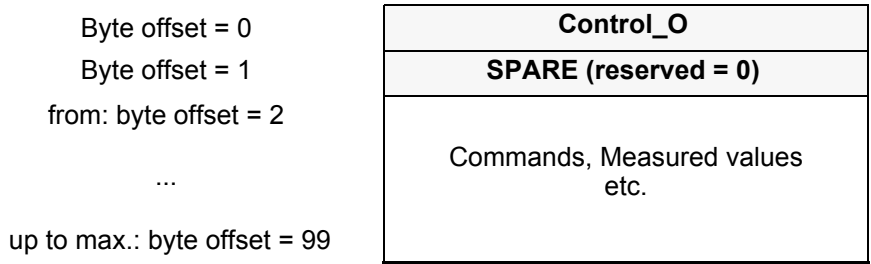 Byte offset = 0
Control_O
Byte offset = 1
SPARE (reserved = 0)
from: byte offset = 2
Commands, Measured values
etc.
...
up to max.: byte offset = 99